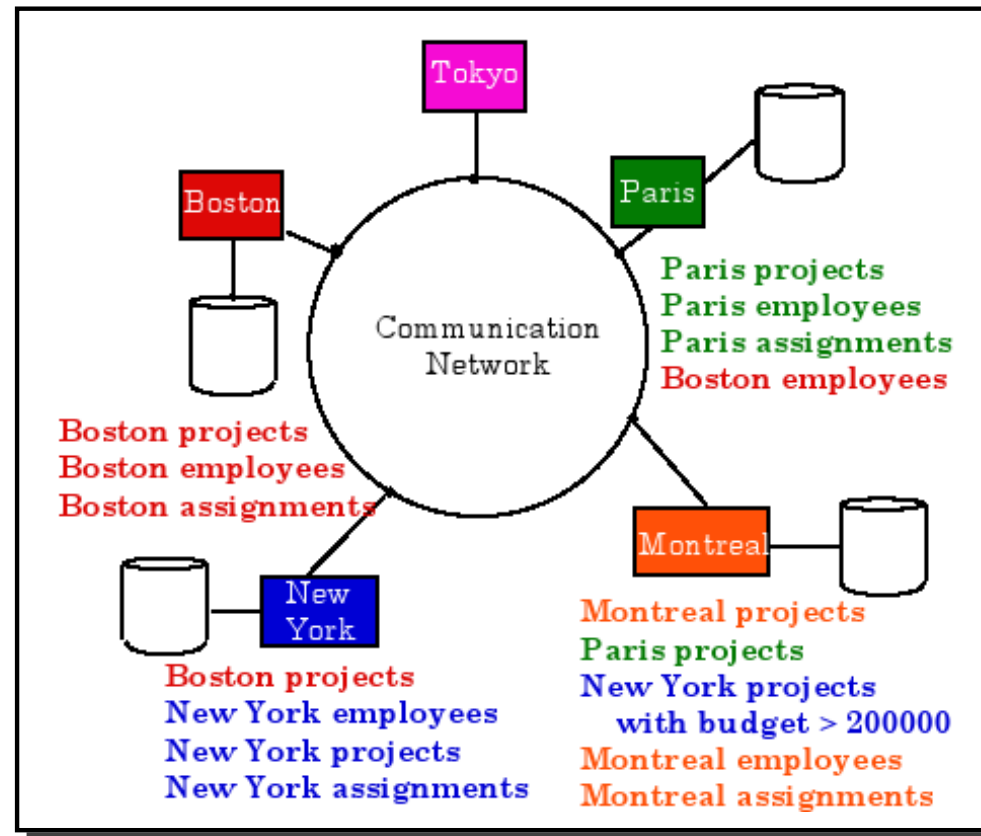 Tokyo
Boston
Paris
Communication
Network
Paris projects
Paris employees
Paris assignments
Boston employees
Boston projects
Boston employees
Boston assignments
New
York
Boston projects
New York employees
New York projects
New York assignments
Montreal
Montreal projects
Paris projects
New York projects
with budget > 200000
Montreal employees
Montreal assignments